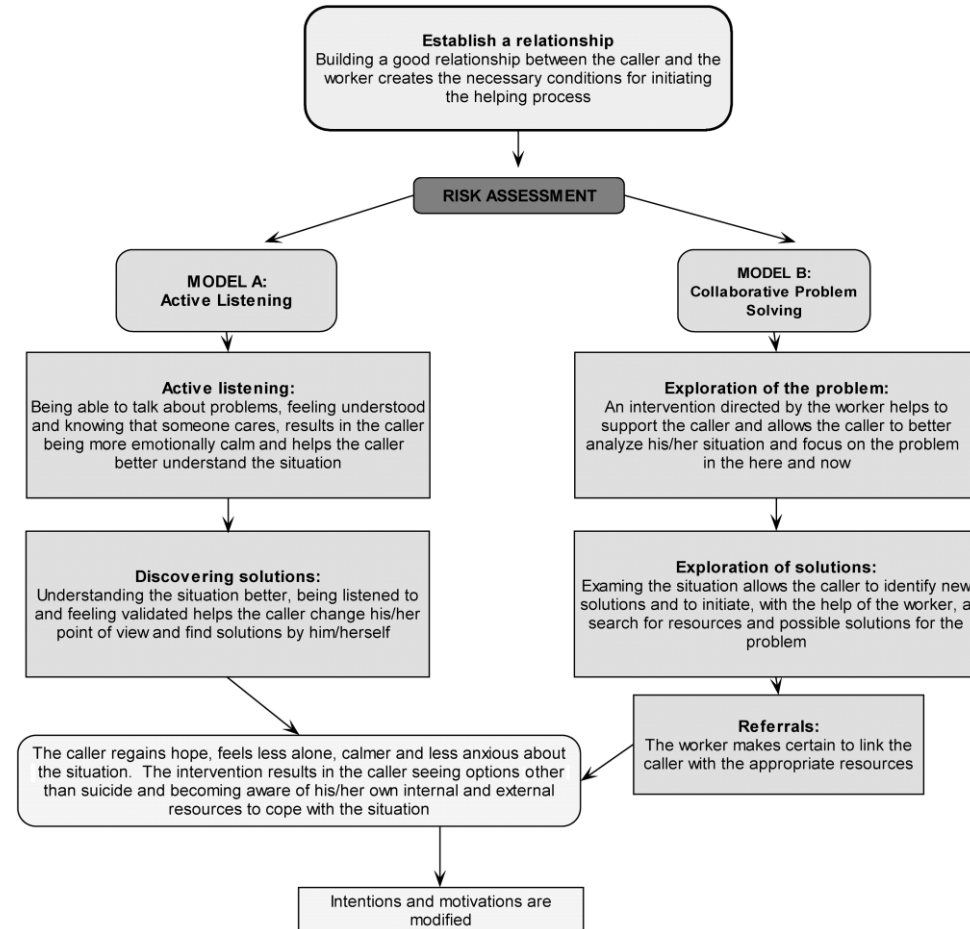 Establish a relationship
Building a good relationship between the caller and the
worker creates the necessary conditions for initiating
the helping process
RISK ASSESSMENT
MODEL A:
Active Listening
MODEL B:
Collaborative Problem
Solving
Active listening:
Being able to talk about problems, feeling understood
and knowing that someone cares, results in the caller
being more emotionally calm and helps the caller
better understand the situation
Exploration of the problem:
An intervention directed by the worker helps to
support the caller and allows the caller to better
analyze his/her situation and focus on the problem
in the here and now
Discovering solutions:
Understanding the situation better, being listened to
and feeling validated helps the caller change his/her
point of view and find solutions by him/herself
Exploration of solutions:
Examing the situation allows the caller to identify new
solutions and to initiate, with the help of the worker, a
search for resources and possible solutions for the
problem
Referrals:
The worker makes certain to link the
caller with the appropriate resources
The caller regains hope, feels less alone, calmer and less anxious about
the situation. The intervention results in the caller seeing options other
than suicide and becoming aware of his/her own internal and external
resources to cope with the situation
Intentions and motivations are
modified